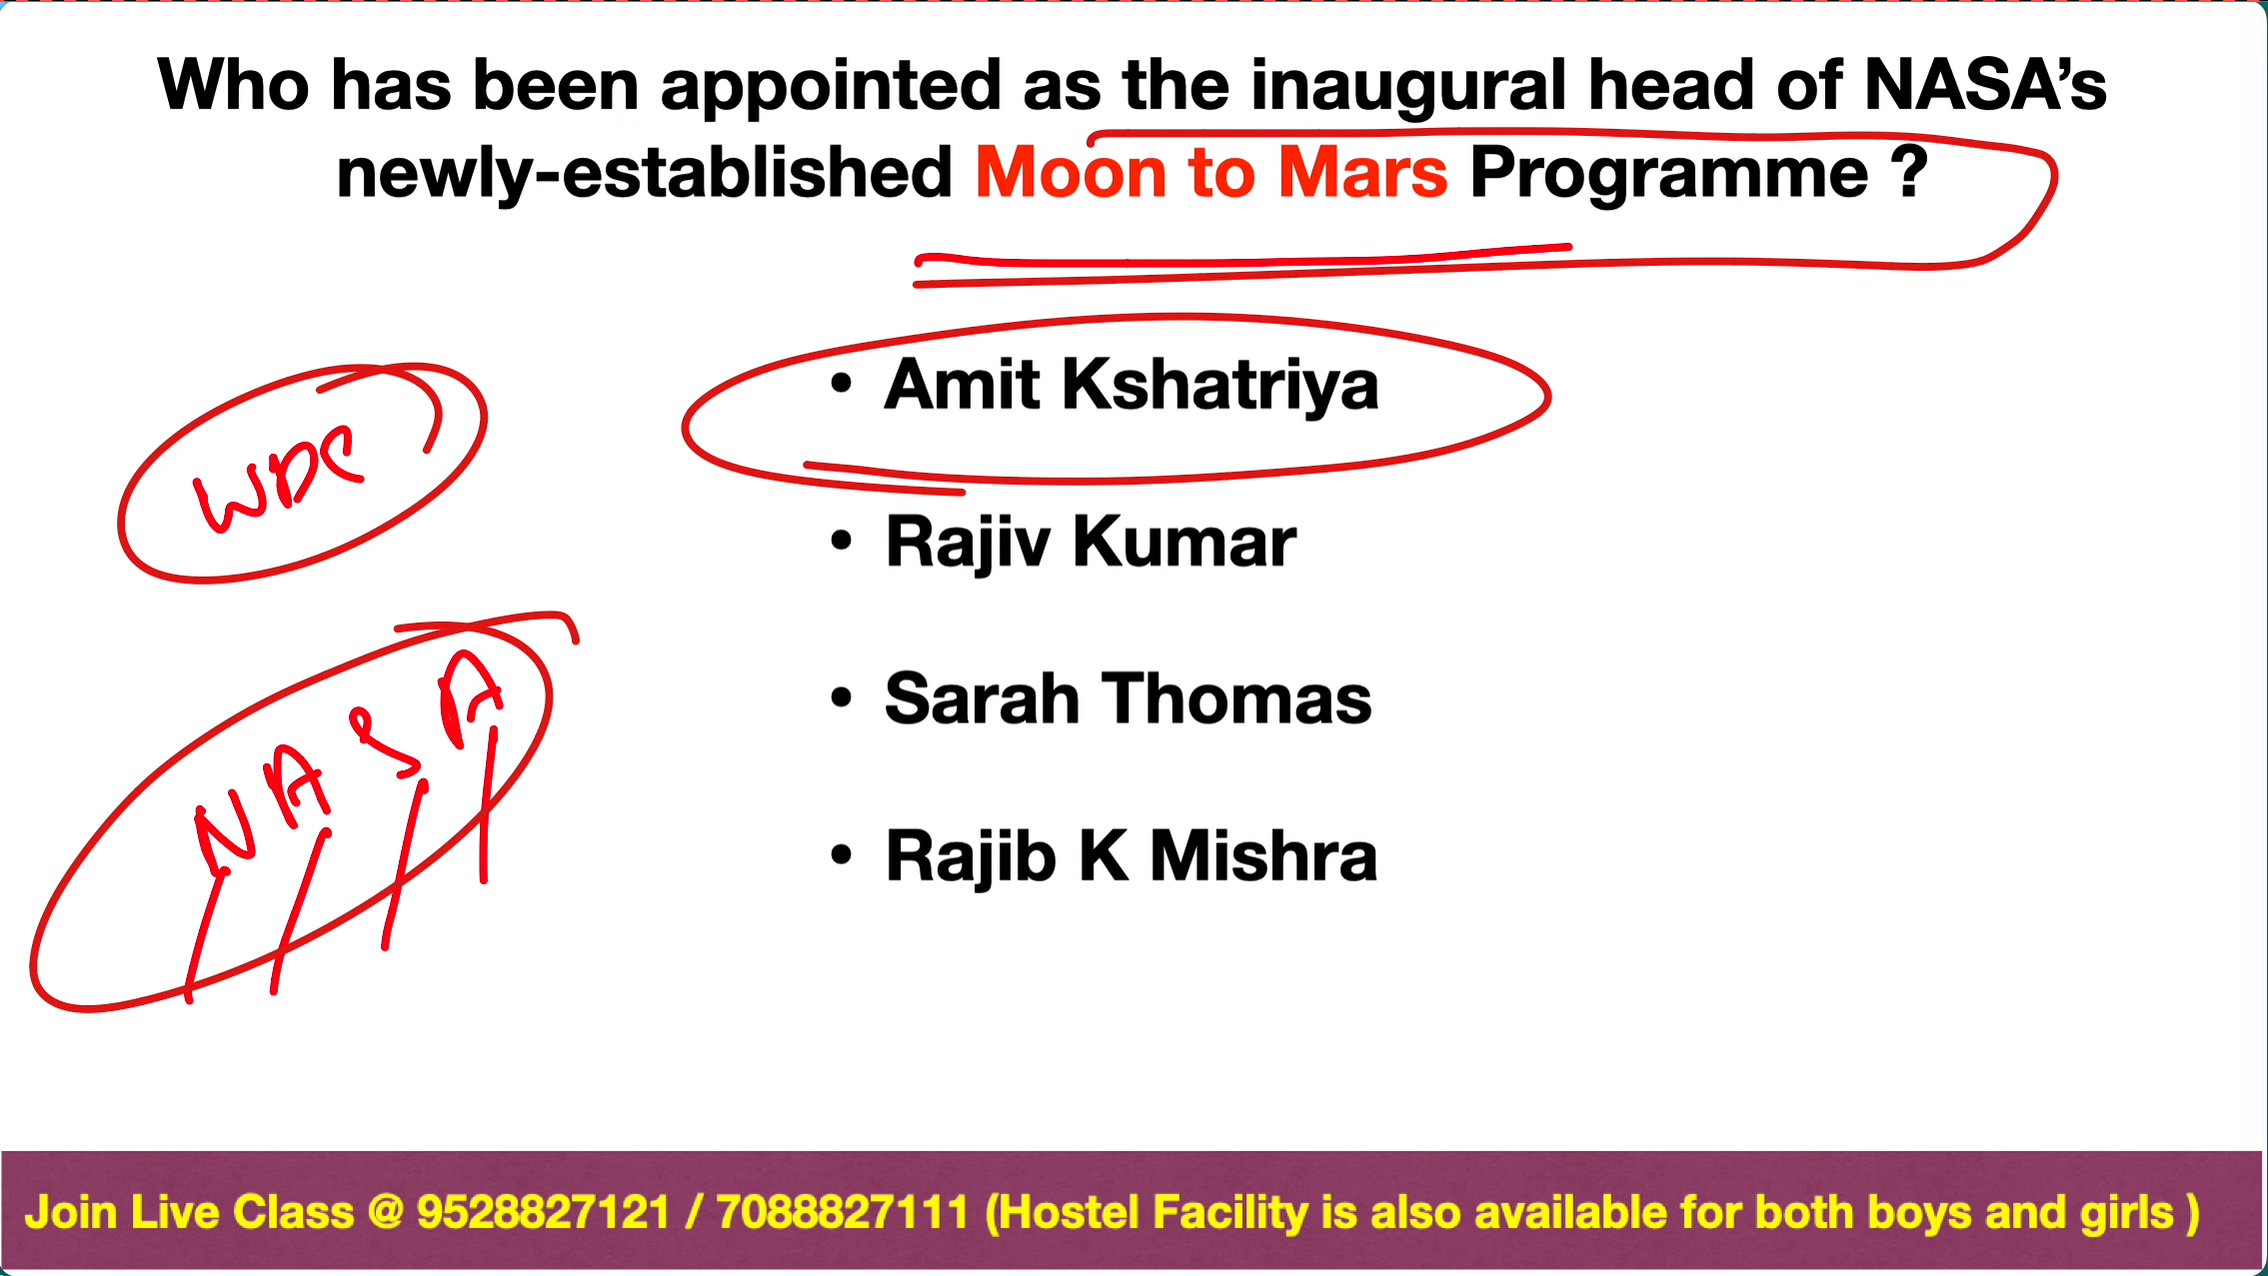 Who has been appointed as the inaugural head of NASA’s
newly-established Moon to Mars Programme ?
• Amit Kshatriya
• Rajiv Kumar
• Sarah Thomas
• Rajib K Mishra
WDC
NASA
Join Live Class @ 9528827121 / 7088827111 (Hostel Facility is also available for both boys and girls )